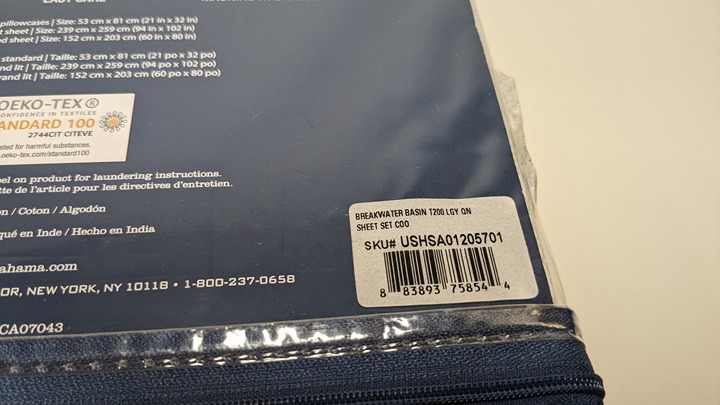 pillowcases | Size: 53 cm x 81 cm (21 in x 32 in)
sheet | Size: 239 cm x 259 cm (94 in x 102 in)
ed sheet | Size: 152 cm x 203 cm (60 in x 80 in)
standard | Taille: 53 cm x 81 cm (21 po x 32 po)
rand lit | Taille: 239 cm x 259 cm (94 po x 102 po)
rand lit | Taille: 152 cm x 203 cm (60 po x 80 po)
OEKO-TEX®
CONFIDENCE IN TEXTILES
ANDARD 100
2744CIT CITEVE
sted for harmful substances.
.oeko-tex.com/standard100
el on product for laundering instructions.
tte de l'article pour les directives d'entretien.
on / Coton / Algodón
qué en Inde / Hecho en India
ahama.com
OR, NEW YORK, NY 10118 • 1-800-237-0658
CA07043
BREAKWATER BASIN T200 LGY QN
SHEET SET COO
SKU# USHSA01205701
8 83893 75854 4